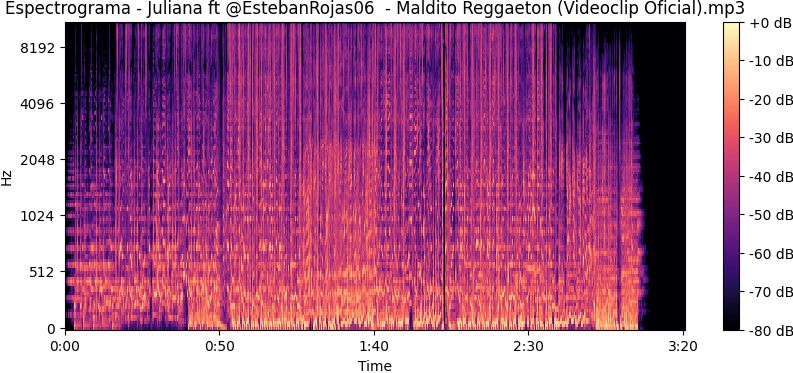 Espectrograma - Juliana ft @EstebanRojas06  - Maldito Reggaeton (Videoclip Oficial).mp3
Hz
8192
4096
2048
1024
512
0
0:00
0:50
1:40
2:30
3:20
Time
+0 dB
-10 dB
-20 dB
-30 dB
-40 dB
-50 dB
-60 dB
-70 dB
-80 dB